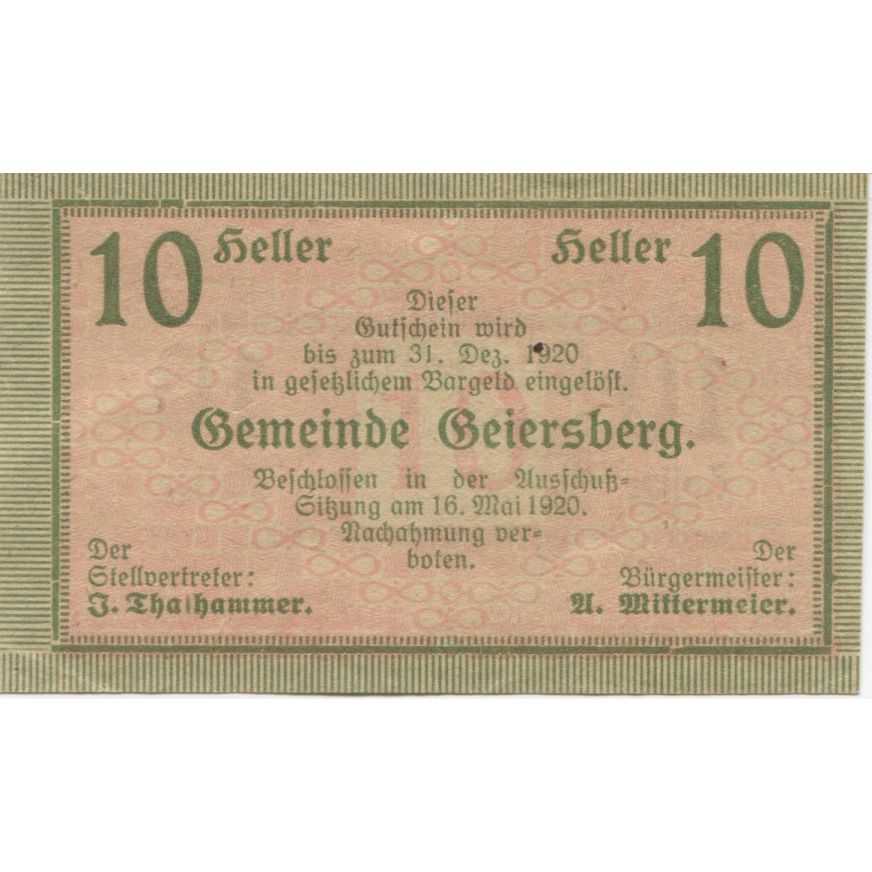 10 Heller Heller 10
Dieser
Gutschein wird
bis zum 31. Dez. 1920
in gesetzlichem Bargeld eingelöst.
Gemeinde Geiersberg.
Beschlossen in der Ausschuß-
Sitzung am 16. Mai 1920.
Nachahmung ver-
boten.
Der
Stellvertreter:
J. Thalhammer.
Der
Bürgermeister:
A. Mittermeier.
10